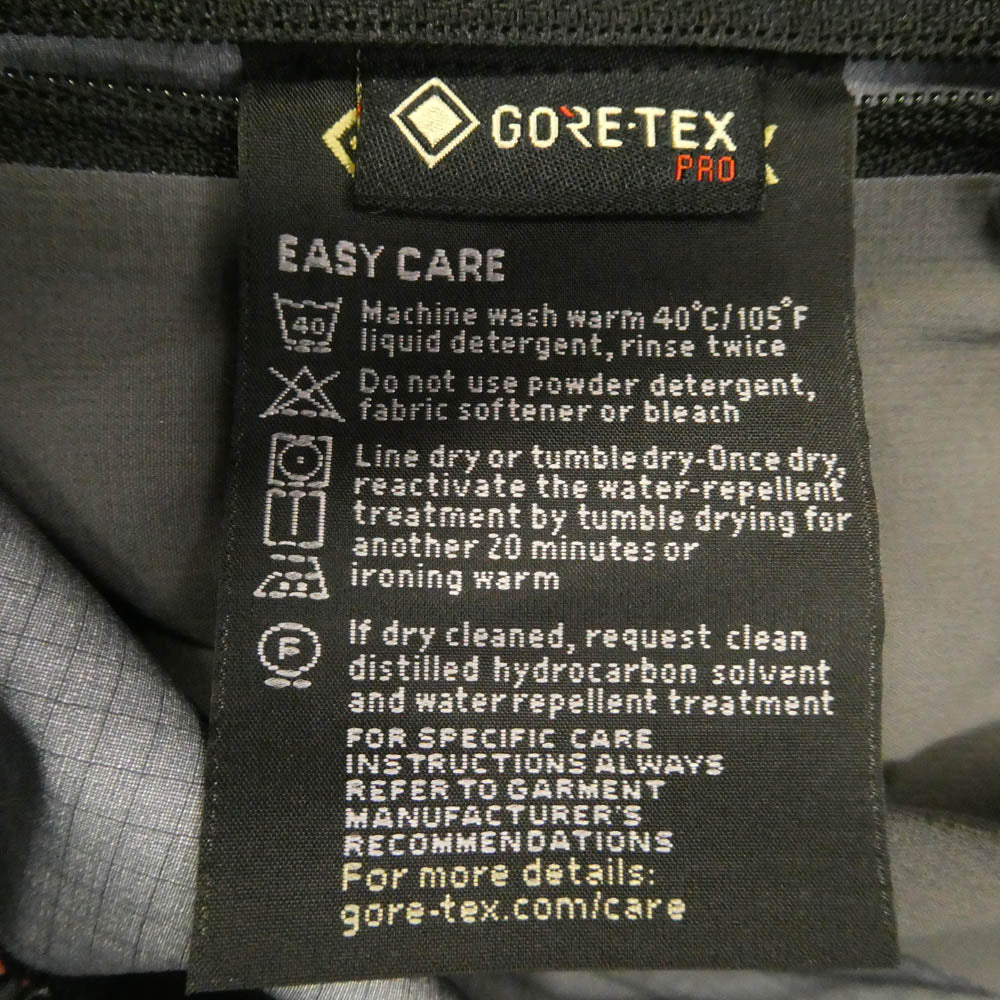 GORE-TEX
PRO
EASY CARE
40
Machine wash warm 40°C/105°F
liquid detergent, rinse twice
Do not use powder detergent,
fabric softener or bleach
Line dry or tumble dry-Once dry,
reactivate the water-repellent
treatment by tumble drying for
another 20 minutes or
ironing warm
F
If dry cleaned, request clean
distilled hydrocarbon solvent
and water repellent treatment
FOR SPECIFIC CARE
INSTRUCTIONS ALWAYS
REFER TO GARMENT
MANUFACTURER'S
RECOMMENDATIONS
For more details:
gore-tex.com/care